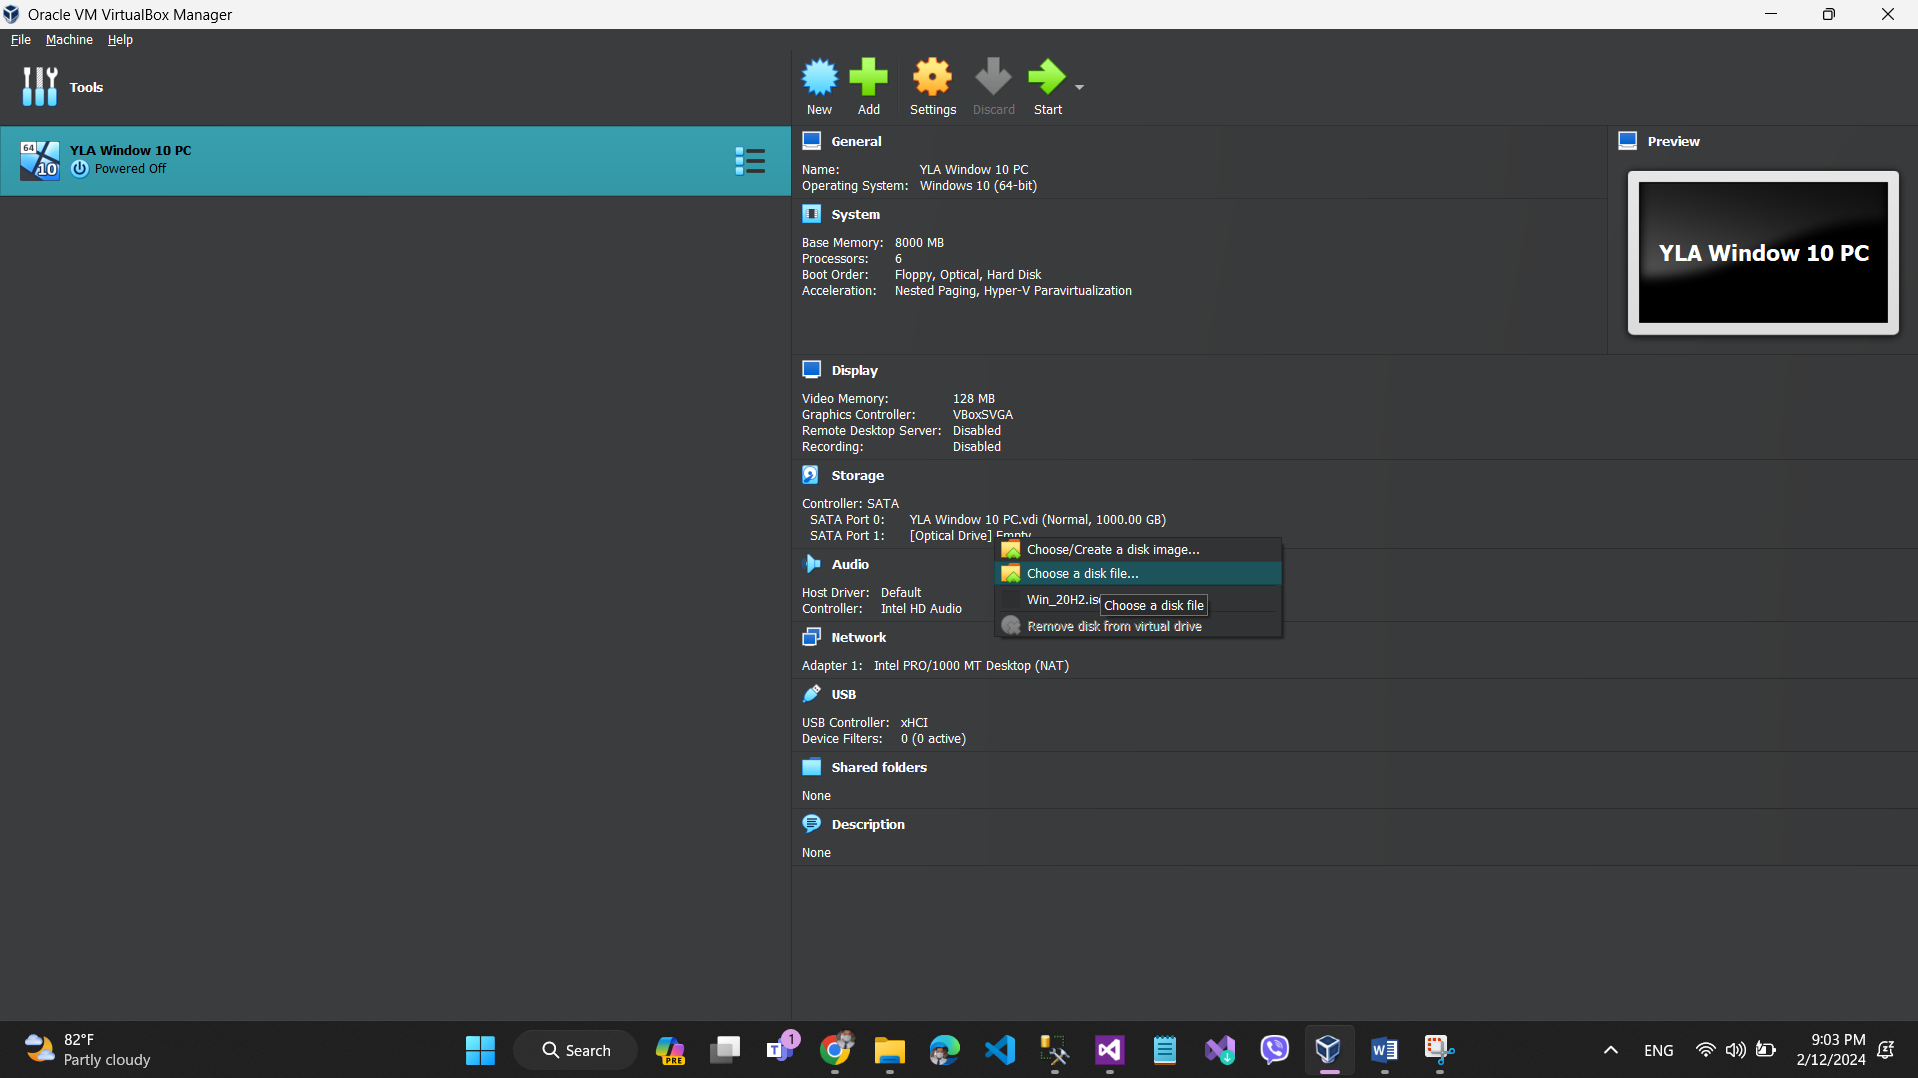 Oracle VM VirtualBox Manager
File Machine Help
Tools
New Add Settings Discard Start
64
10
YLA Window 10 PC
Powered Off
General
Name: YLA Window 10 PC
Operating System: Windows 10 (64-bit)
Preview
YLA Window 10 PC
System
Base Memory: 8000 MB
Processors: 6
Boot Order: Floppy, Optical, Hard Disk
Acceleration: Nested Paging, Hyper-V Paravirtualization
Display
Video Memory: 128 MB
Graphics Controller: VBoxSVGA
Remote Desktop Server: Disabled
Recording: Disabled
Storage
Controller: SATA
SATA Port 0: YLA Window 10 PC.vdi (Normal, 1000.00 GB)
SATA Port 1: [Optical Drive] Empty
Choose/Create a disk image...
Choose a disk file...
Win_20H2.iso
Choose a disk file
Remove disk from virtual drive
Audio
Host Driver: Default
Controller: Intel HD Audio
Network
Adapter 1: Intel PRO/1000 MT Desktop (NAT)
USB
USB Controller: xHCI
Device Filters: 0 (0 active)
Shared folders
None
Description
None
82°F
Partly cloudy
Search
PRE
1
ENG
9:03 PM
2/12/2024